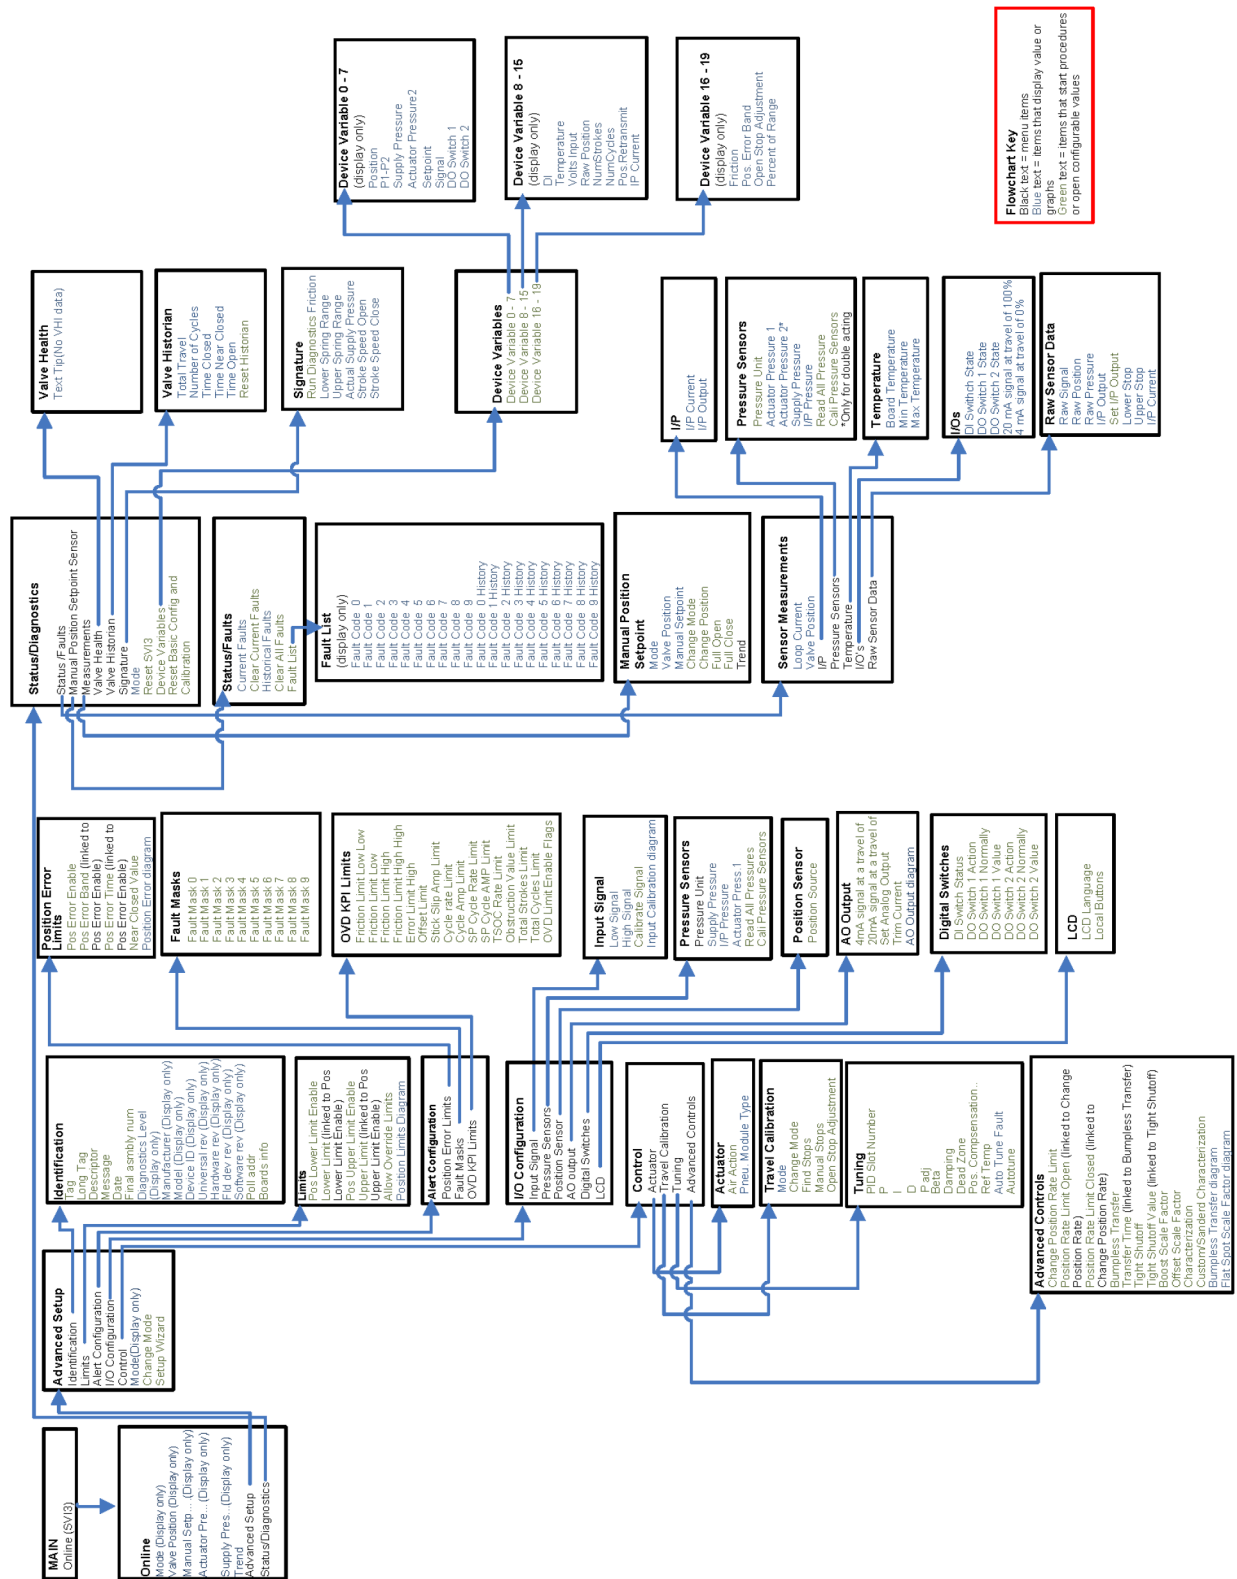 MAIN
Online (SVI3)
Online
Mode (Display only)
Valve Position (Display only)
Manual Setp ....(Display only)
Actuator Pre... (Display only)
Supply Pres...(Display only)
Trend
Advanced Setup
Status/Diagnostics
Advanced Setup
Identification
Limits
Alert Configuration
I/O Configuration
Control
Mode(Display only)
Change Mode
Setup Wizard
Identification
Tag
Long Tag
Descriptor
Message
Date
Final asmbly num
Diagnostics Level
(Display only)
Manufacturer (Display only)
Model (Display only)
Device ID (Display only)
Universal rev (Display only)
Hardware rev (Display only)
Fld dev rev (Display only)
Software rev (Display only)
Poll addr
Boards info
Limits
Pos Lower Limit Enable
Lower Limit (linked to Pos
Lower Limit Enable)
Pos Upper Limit Enable
Upper Limit (linked to Pos
Upper Limit Enable)
Allow Override Limits
Position Limits Diagram
Alert Configuration
Position Error Limits
Fault Masks
OVD KPI Limits
I/O Configuration
Input Signal
Pressure Sensors
Position Sensor
A/O output
Digital Switches
LCD
Control
Actuator
Travel Calibration
Tuning
Advanced Controls
Actuator
Air Action
Pneu. Module Type
Travel Calibration
Mode
Change Mode
Find Stops
Manual Stops
Open Stop Adjustment
Tuning
PID Slot Number
P
I
D
Padj
Beta
Damping
Dead Zone
Pos. Compensation..
Ref Temp
Auto Tune Fault
Autotune
Advanced Controls
Change Position Rate Limit
Position Rate Limit Open (linked to Change
Position Rate)
Position Rate Limit Closed (linked to
Change Position Rate)
Bumpless Transfer
Transfer Time (linked to Bumpless Transfer)
Tight Shutoff
Tight Shutoff Value (linked to Tight Shutoff)
Boost Scale Factor
Offset Scale Factor
Characterization
Custom/Sanderd Characterization
Bumpless Transfer diagram
Flat Spot Scale Factor diagram
Position Error
Limits
Pos Error Enable
Pos Error Band (linked to
Pos Error Enable)
Pos Error Time (linked to
Pos Error Enable)
Near Closed Value
Position Error diagram
Fault Masks
Fault Mask 0
Fault Mask 1
Fault Mask 2
Fault Mask 3
Fault Mask 4
Fault Mask 5
Fault Mask 6
Fault Mask 7
Fault Mask 8
Fault Mask 9
OVD KPI Limits
Friction Limit Low Low
Friction Limit Low
Friction Limit High
Friction Limit High High
Error Limit High
Offset Limit
Stick Slip Amp Limit
Cycle rate Limit
Cycle Amp Limit
SP Cycle Rate Limit
SP Cycle AMP Limit
TSOC Rate Limit
Obstruction Value Limit
Total Strokes Limit
Total Cycles Limit
OVD Limit Enable Flags
Input Signal
Low Signal
High Signal
Calibrate Signal
Input Calibration diagram
Pressure Sensors
Pressure Unit
Supply Pressure
I/P Pressure
Actuator Press 1
Read All Pressures
Cali Pressure Sensors
Position Sensor
Position Source
AO Output
4mA signal at a travel of
20mA signal at a travel of
Set Analog Output
Trim Current
AO Output diagram
Digital Switches
DI Switch Status
DO Switch 1 Action
DO Switch 1 Normally
DO Switch 1 Value
DO Switch 2 Action
DO Switch 2 Normally
DO Switch 2 Value
LCD
LCD Language
Local Buttons
Status/Diagnostics
Status /Faults
Manual Position Setpoint Sensor
Measurements
Valve Health
Valve Historian
Signature
Mode
Reset SVI3
Device Variables
Reset Basic Config and
Calibration
Status/Faults
Current Faults
Clear Current Faults
Historical Faults
Clear All Faults
Fault List
Fault List
(display only)
Fault Code 0
Fault Code 1
Fault Code 2
Fault Code 3
Fault Code 4
Fault Code 5
Fault Code 6
Fault Code 7
Fault Code 8
Fault Code 9
Fault Code 0 History
Fault Code 1 History
Fault Code 2 History
Fault Code 3 History
Fault Code 4 History
Fault Code 5 History
Fault Code 6 History
Fault Code 7 History
Fault Code 8 History
Fault Code 9 History
Manual Position
Setpoint
Mode
Valve Position
Manual Setpoint
Change Mode
Change Position
Full Open
Full Close
Trend
Sensor Measurements
Loop Current
Valve Position
I/P
Pressure Sensors
Temperature
I/O's
Raw Sensor Data
Valve Health
Text Tip(No VHI data)
Valve Historian
Total Travel
Number of Cycles
Time Closed
Time Near Closed
Time Open
Reset Historian
Signature
Run Diagnostics Friction
Lower Spring Range
Upper Spring Range
Actual Supply Pressure
Stroke Speed Open
Stroke Speed Close
Device Variables
Device Variable 0 - 7
Device Variable 8 - 15
Device Variable 16 - 19
I/P
I/P Current
I/P Output
Pressure Sensors
Pressure Unit
Actuator Pressure 1
Actuator Pressure 2*
Supply Pressure
I/P Pressure
Read All Pressure
Cali Pressure Sensors
*Only for double acting
Temperature
Board Temperature
Min Temperature
Max Temperature
I/Os
DI Swithch State
DO Switch 1 State
DO Switch 2 State
20 mA signal at travel of 100%
4 mA signal at travel of 0%
Raw Sensor Data
Raw Signal
Raw Position
Raw Pressure
I/P Output
Set I/P Output
Lower Stop
Upper Stop
I/P Current
Device Variable 0 - 7
(display only)
Position
P1-P2
Supply Pressure
Actuator Pressure2
Setpoint
Signal
DO Switch 1
DO Switch 2
Device Variable 8 - 15
(display only)
DI
Temperature
Volts Input
Raw Position
NumStrokes
NumCycles
Pos.Retransmit
IP Current
Device Variable 16 - 19
(display only)
Friction
Pos. Error Band
Open Stop Adjustment
Percent of Range
Flowchart Key
Black text = menu items
Blue text = items that display value or
graphs
Green text = items that start procedures
or open configurable values